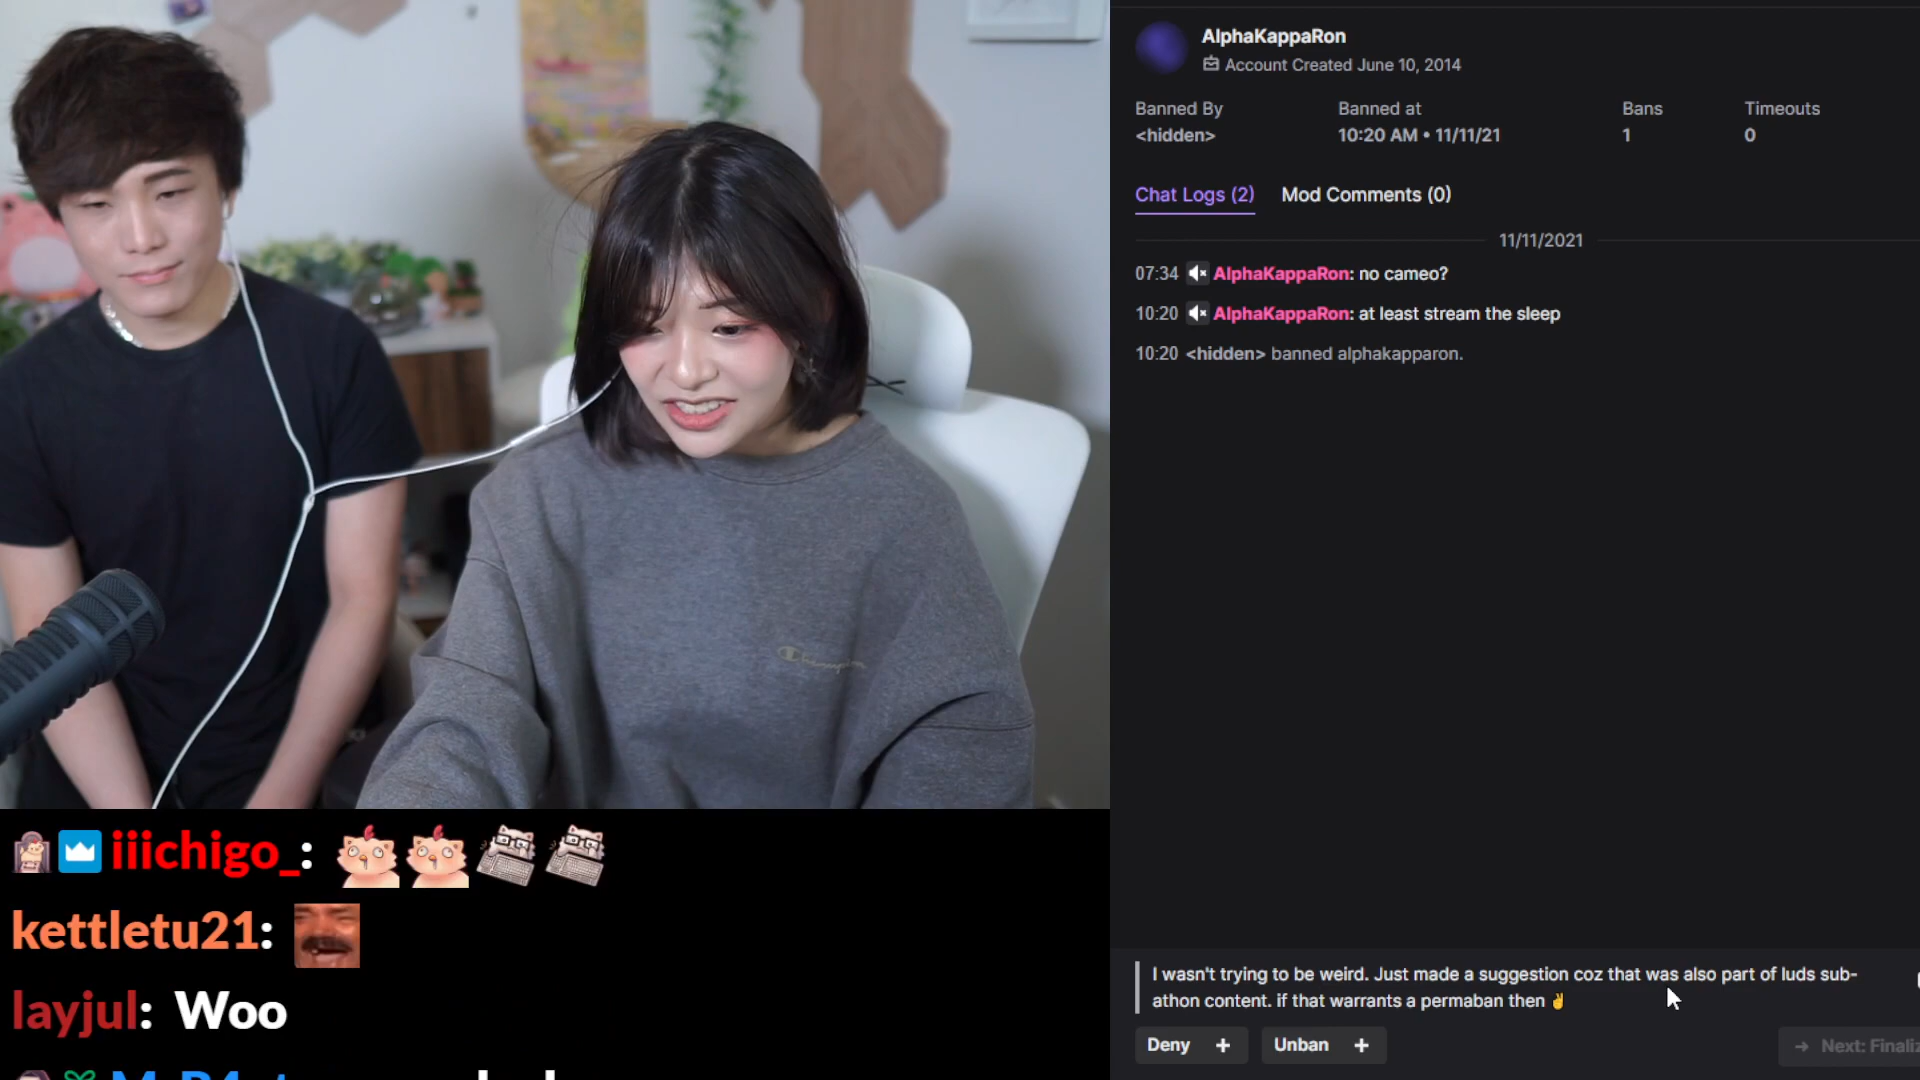 AlphaKappaRon
Account Created June 10, 2014
Banned By
Banned at
Bans
Timeouts
<hidden>
10:20 AM • 11/11/21
1
0
Chat Logs (2)
Mod Comments (0)
11/11/2021
07:34 AlphaKappaRon: no cameo?
10:20 AlphaKappaRon: at least stream the sleep
10:20 <hidden> banned alphakapparon.
I wasn't trying to be weird. Just made a suggestion coz that was also part of luds sub-
athon content. if that warrants a permaban then ✌
Deny +
Unban +
→ Next:
Champion
iiichigo_:
kettletu21:
layjul: Woo